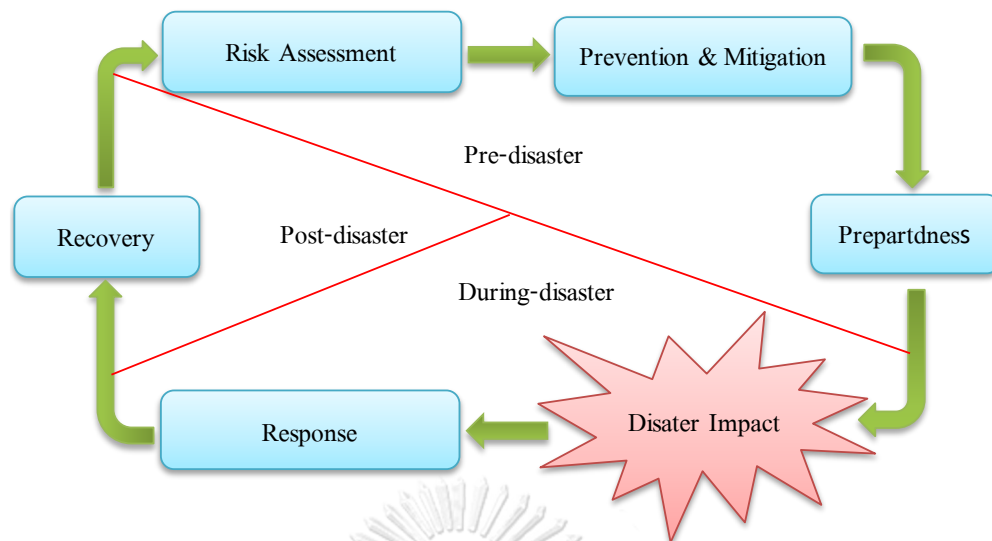 Risk Assessment
Prevention & Mitigation
Pre-disaster
Recovery
Post-disaster
Prepartdness
During-disaster
Response
Disater Impact